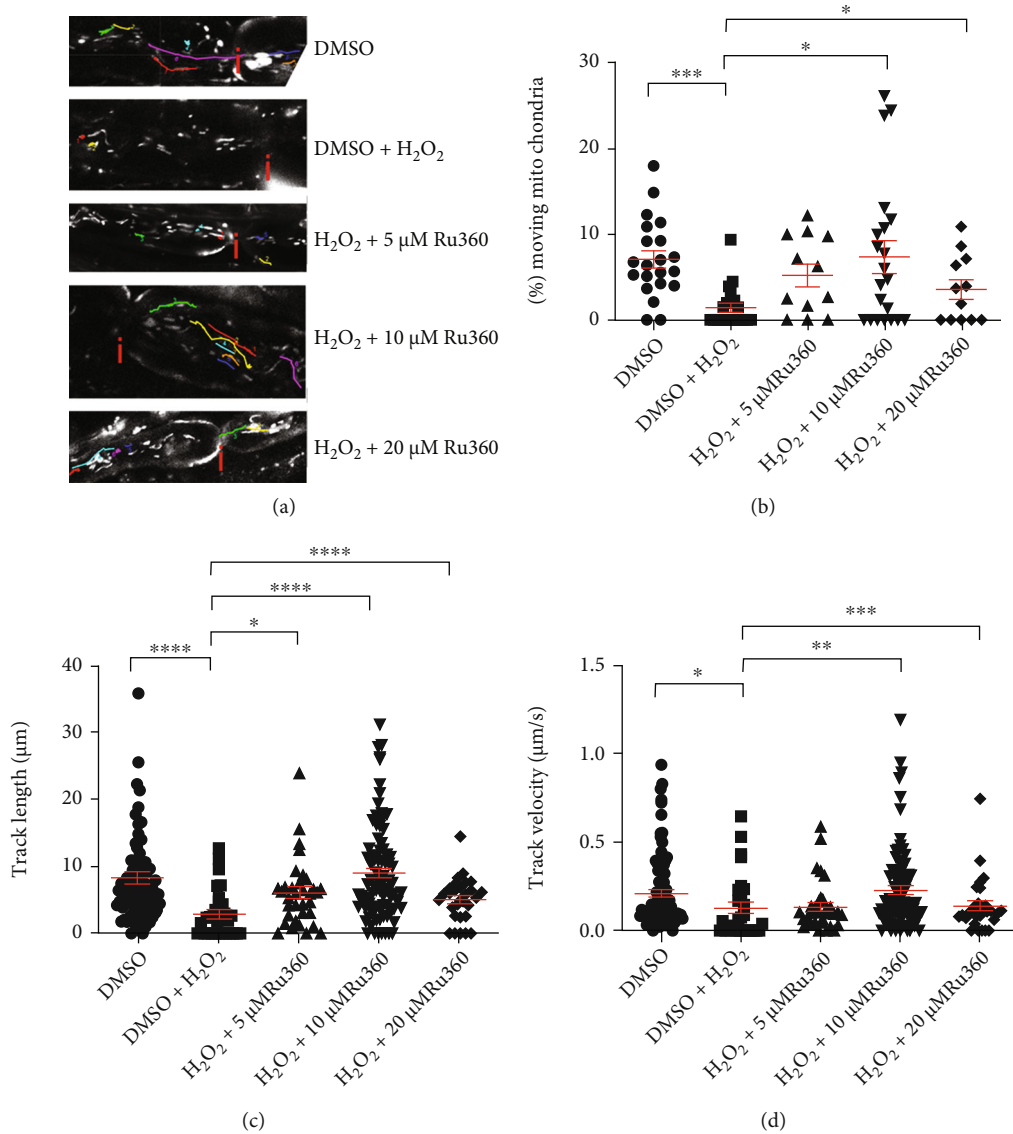 DMSO
i
DMSO + H₂O₂
i
H₂O₂ + 5 μM Ru360
i
H₂O₂ + 10 μM Ru360
i
H₂O₂ + 20 μM Ru360
i
(a)
*
*
***
30
20
10
0
(%) moving mito chondria
DMSO
DMSO + H₂O₂
H₂O₂ + 5 μMRu360
H₂O₂ + 10 μMRu360
H₂O₂ + 20 μMRu360
(b)
****
****
*
****
40
30
20
10
0
Track length (μm)
DMSO
DMSO + H₂O₂
H₂O₂ + 5 μMRu360
H₂O₂ + 10 μMRu360
H₂O₂ + 20 μMRu360
(c)
***
**
*
1.5
1.0
0.5
0.0
Track velocity (μm/s)
DMSO
DMSO + H₂O₂
H₂O₂ + 5 μMRu360
H₂O₂ + 10 μMRu360
H₂O₂ + 20 μMRu360
(d)